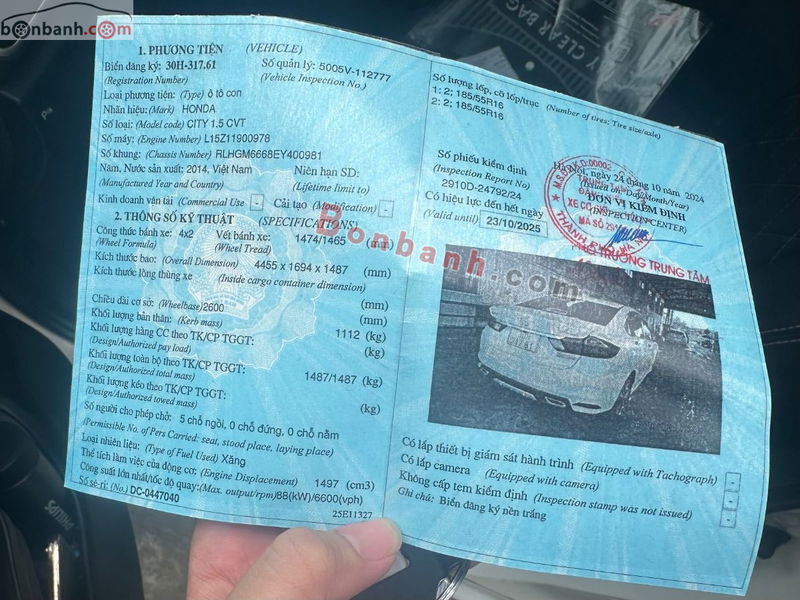 bonbanh.com
CLEAR BAG
1. PHƯƠNG TIỆN (VEHICLE)
Biển đăng ký: 30H-317.61 Số quản lý: 5005V-112777
(Registration Number) (Vehicle Inspection No.)
Loại phương tiện: (Type) ô tô con
Nhãn hiệu: (Mark) HONDA
Số loại: (Model code) CITY 1.5 CVT
Số máy: (Engine Number) L15Z11900978
Số khung: (Chassis Number) RLHGM6668EY400981
Năm, Nước sản xuất: 2014, Việt Nam Niên hạn SD:
(Manufactured Year and Country) (Lifetime limit to)
Kinh doanh vận tải (Commercial Use) - Cải tạo (Modification) -
2. THÔNG SỐ KỸ THUẬT (SPECIFICATIONS)
Công thức bánh xe: 4x2 Vết bánh xe: 1474/1465 (mm)
(Wheel Formula) (Wheel Tread)
Kích thước bao: (Overall Dimension) 4455 x 1694 x 1487 (mm)
Kích thước lòng thùng xe (Inside cargo container dimension)
(mm)
Chiều dài cơ sở: (Wheelbase) 2600 (mm)
Khối lượng bản thân: (Kerb mass) 1112 (kg)
Khối lượng hàng CC theo TK/CP TGGT: (kg)
(Design/Authorized pay load)
Khối lượng toàn bộ theo TK/CP TGGT: 1487/1487 (kg)
(Design/Authorized total mass)
Khối lượng kéo theo TK/CP TGGT: (kg)
(Design/Authorized towed mass)
Số người cho phép chở: 5 chỗ ngồi, 0 chỗ đứng, 0 chỗ nằm
(Permissible No. of Pers Carried: seat, stood place, laying place)
Loại nhiên liệu: (Type of Fuel Used) Xăng
Thể tích làm việc của động cơ: (Engine Displacement) 1497 (cm3)
Công suất lớn nhất/tốc độ quay: (Max. output/rpm) 88(kW)/6600(vph)
Số sê-ri: (No.) DC-0447040 25E11327
Số lượng lốp, cỡ lốp/trục (Number of tires; Tire size/axle)
1: 2; 185/55R16
2: 2; 185/55R16
Số phiếu kiểm định
(Inspection Report No)
2910D-24792/24
Có hiệu lực đến hết ngày
(Valid until) 23/10/2025
Hà Nội, ngày 24 tháng 10 năm 2024
(Issued on: Day/Month/Year)
ĐƠN VỊ KIỂM ĐỊNH
(INSPECTION CENTER)
PHÓ TRƯỞNG TRUNG TÂM
Bonbanh.com
Có lắp thiết bị giám sát hành trình (Equipped with Tachograph) -
Có lắp camera (Equipped with camera) -
Không cấp tem kiểm định (Inspection stamp was not issued) -
Ghi chú: Biển đăng ký nền trắng
PHILIPS